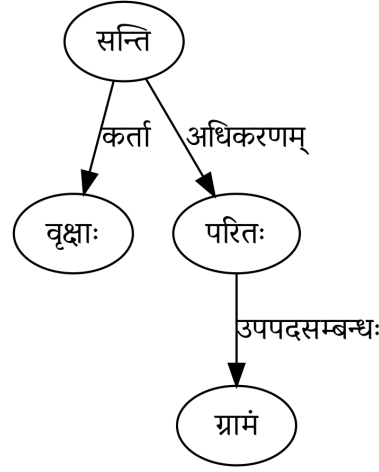 सन्ति
कर्ता
अधिकरणम्
वृक्षाः
परितः
उपपदसम्बन्धः
ग्रामं